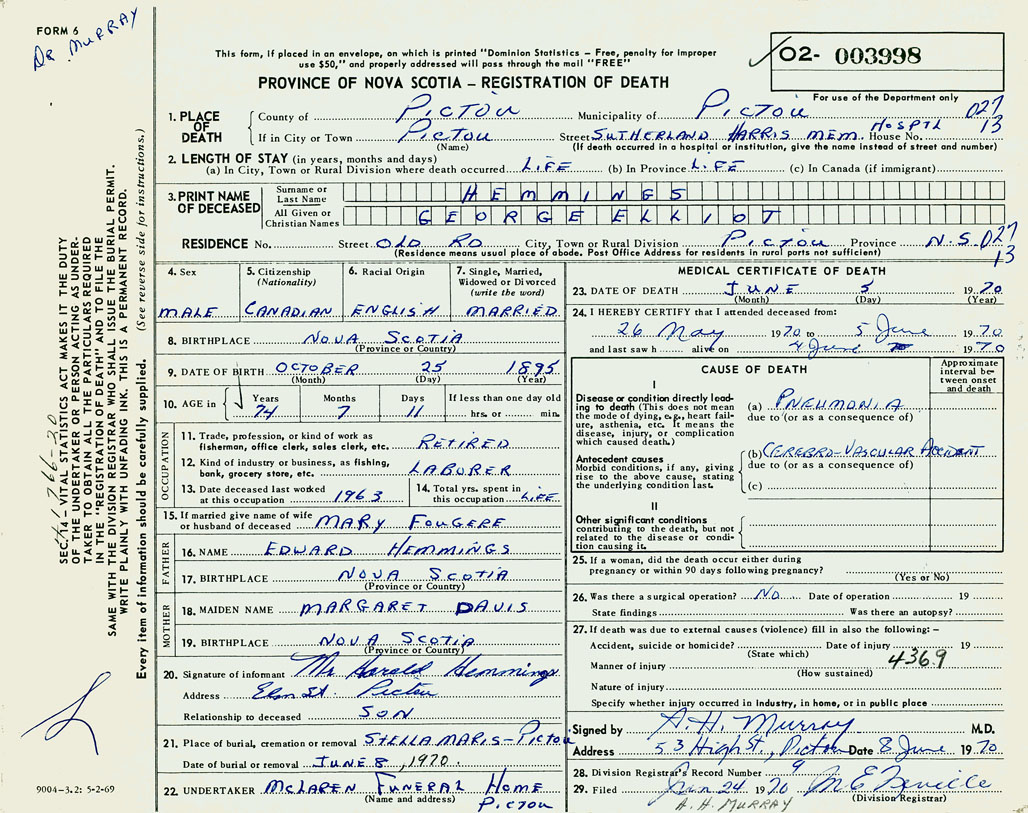 FORM 6
Dr. MURRAY
This form, if placed in an envelope, on which is printed "Dominion Statistics – Free, penalty for improper
use $50," and properly addressed will pass through the mail "FREE"
PROVINCE OF NOVA SCOTIA – REGISTRATION OF DEATH
O2- 003998
For use of the Department only
027
13
1. PLACE OF DEATH
County of PICTOU Municipality of PICTOU
If in City or Town PICTOU (Name) Street SUTHERLAND HARRIS MEM. HOSPTL House No.
(If death occurred in a hospital or institution, give the name instead of street and number)
2. LENGTH OF STAY (in years, months and days)
(a) In City, Town or Rural Division where death occurred LIFE (b) In Province LIFE (c) In Canada (if immigrant)
3. PRINT NAME OF DECEASED
Surname or Last Name HEMMINGS
All Given or Christian Names GEORGE ELLIOT
RESIDENCE No. Street OLD RD City, Town or Rural Division PICTOU Province N.S. 027
13
(Residence means usual place of abode. Post Office Address for residents in rural ports not sufficient)
4. Sex
MALE
5. Citizenship (Nationality)
CANADIAN
6. Racial Origin
ENGLISH
7. Single, Married, Widowed or Divorced (write the word)
MARRIED
8. BIRTHPLACE NOVA SCOTIA
(Province or Country)
9. DATE OF BIRTH OCTOBER 25 1895
(Month) (Day) (Year)
10. AGE in Years Months Days If less than one day old
74 7 11 hrs. or min.
OCCUPATION
11. Trade, profession, or kind of work as
fisherman, office clerk, sales clerk, etc. RETIRED
12. Kind of industry or business, as fishing,
bank, grocery store, etc. LABORER
13. Date deceased last worked
at this occupation 1963
14. Total yrs. spent in
this occupation LIFE
15. If married give name of wife
or husband of deceased MARY FOUGERE
FATHER
16. NAME EDWARD HEMMINGS
17. BIRTHPLACE NOVA SCOTIA
(Province or Country)
MOTHER
18. MAIDEN NAME MARGARET DAVIS
19. BIRTHPLACE NOVA SCOTIA
(Province or Country)
20. Signature of informant Mr Harold Hemmings
Address Elm St. Pictou
Relationship to deceased SON
21. Place of burial, cremation or removal STELLA MARIS – PICTOU
Date of burial or removal JUNE 8, 1970.
22. UNDERTAKER McLAREN FUNERAL HOME
(Name and address) PICTOU
MEDICAL CERTIFICATE OF DEATH
23. DATE OF DEATH JUNE 5 1970
(Month) (Day) (Year)
24. I HEREBY CERTIFY that I attended deceased from:
26 May 1970 to 5 June 1970
and last saw h alive on 4 June 1970
CAUSE OF DEATH
Approximate interval between onset and death
I
Disease or condition directly leading to death (This does not
mean the mode of dying, e.g., heart failure, asthenia, etc. It means the
disease, injury, or complication
which caused death.)
(a) PNEUMONIA
due to (or as a consequence of)
Antecedent causes
Morbid conditions, if any, giving
rise to the above cause, stating
the underlying condition last.
(b) CEREBRO-VASCULAR ACCIDENT
due to (or as a consequence of)
(c)
II
Other significant conditions
contributing to the death, but not
related to the disease or condition causing it.
25. If a woman, did the death occur either during
pregnancy or within 90 days following pregnancy?
(Yes or No)
26. Was there a surgical operation? NO Date of operation 19
State findings Was there an autopsy?
27. If death was due to external causes (violence) fill in also the following: –
Accident, suicide or homicide? Date of injury 19
(State which)
4369
Manner of injury
(How sustained)
Nature of injury
Specify whether injury occurred in Industry, in home, or in public place
Signed by A. H. Murray M.D.
Address 53 High St., Pictou Date 8 June 1970
28. Division Registrar's Record Number 9
29. Filed Jun 24 1970 M E Neville
(Division Registrar)
A. H. MURRAY
SEC. 14 – VITAL STATISTICS ACT MAKES IT THE DUTY
OF THE UNDERTAKER OR PERSON ACTING AS UNDER-
TAKER TO OBTAIN ALL THE PARTICULARS REQUIRED
IN THE "REGISTRATION OF DEATH" AND TO FILE THE
SAME WITH THE DIVISION REGISTRAR WHO SHALL ISSUE THE BURIAL PERMIT.
WRITE PLAINLY WITH UNFADING INK. THIS IS A PERMANENT RECORD.
Every item of information should be carefully supplied. (See reverse side for instructions.)
9004-3.2: 5-2-69